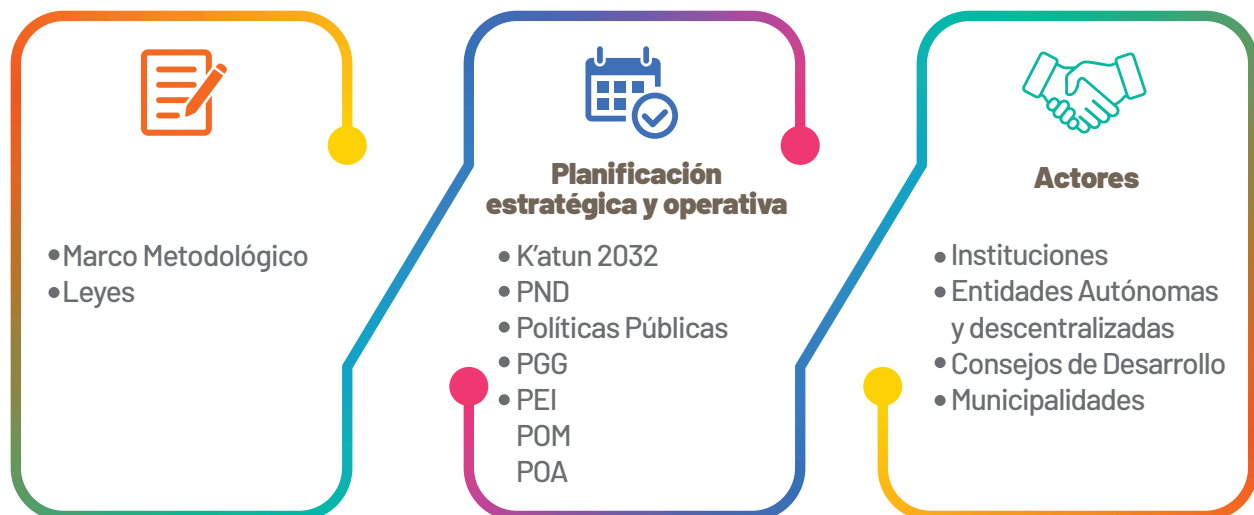 • Marco Metodológico
• Leyes
Planificación
estratégica y operativa
• K'atun 2032
• PND
• Políticas Públicas
• PGG
• PEI
POM
POA
Actores
• Instituciones
• Entidades Autónomas
y descentralizadas
• Consejos de Desarrollo
• Municipalidades